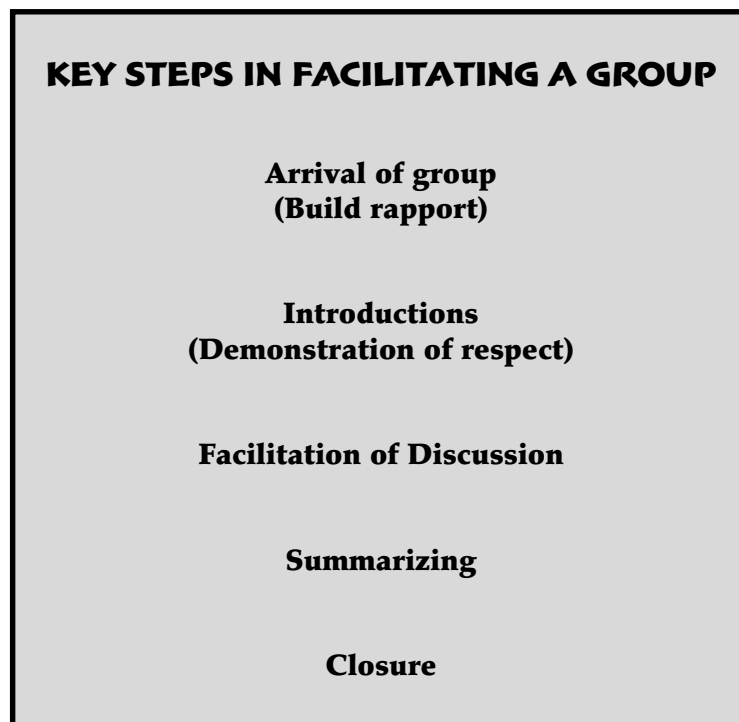 KEY STEPS IN FACILITATING A GROUP
Arrival of group
(Build rapport)
Introductions
(Demonstration of respect)
Facilitation of Discussion
Summarizing
Closure